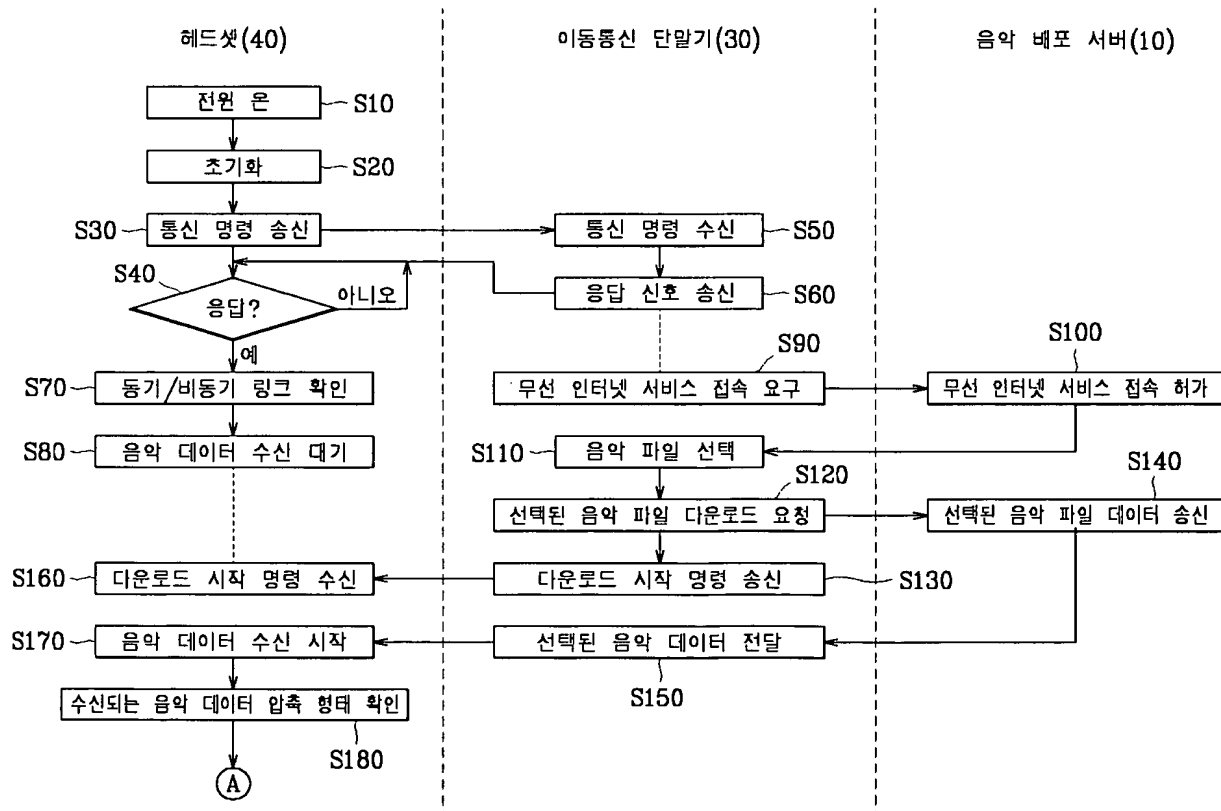 헤드셋(40)
이동통신 단말기(30)
음악 배포 서버(10)
전원 온
S10
초기화
S20
S30
통신 명령 송신
통신 명령 수신
S50
S40
응답?
아니오
응답 신호 송신
S60
예
S90
S100
S70
동기/비동기 링크 확인
무선 인터넷 서비스 접속 요구
무선 인터넷 서비스 접속 허가
S80
음악 데이터 수신 대기
S110
음악 파일 선택
S120
S140
선택된 음악 파일 다운로드 요청
선택된 음악 파일 데이터 송신
S160
다운로드 시작 명령 수신
다운로드 시작 명령 송신
S130
S170
음악 데이터 수신 시작
선택된 음악 데이터 전달
S150
수신되는 음악 데이터 압축 형태 확인
S180
A